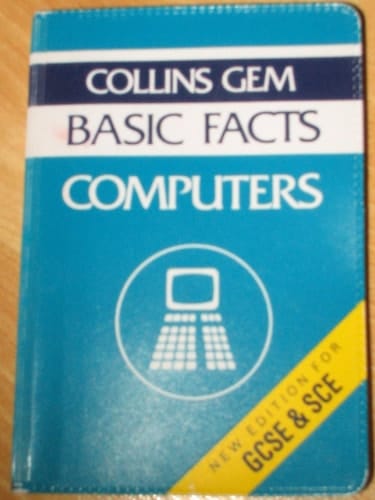 COLLINS GEM
BASIC FACTS
COMPUTERS
NEW EDITION FOR
GCSE & SCE